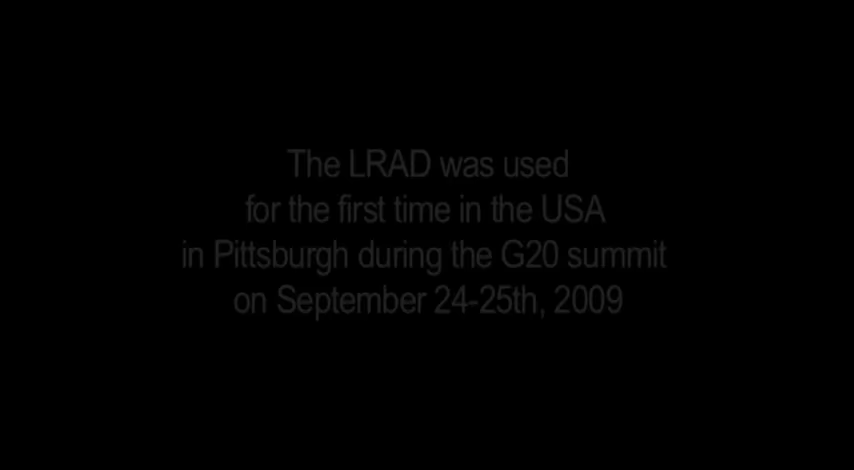 The LRAD was used
for the first time in the USA
in Pittsburgh during the G20 summit
on September 24-25th, 2009